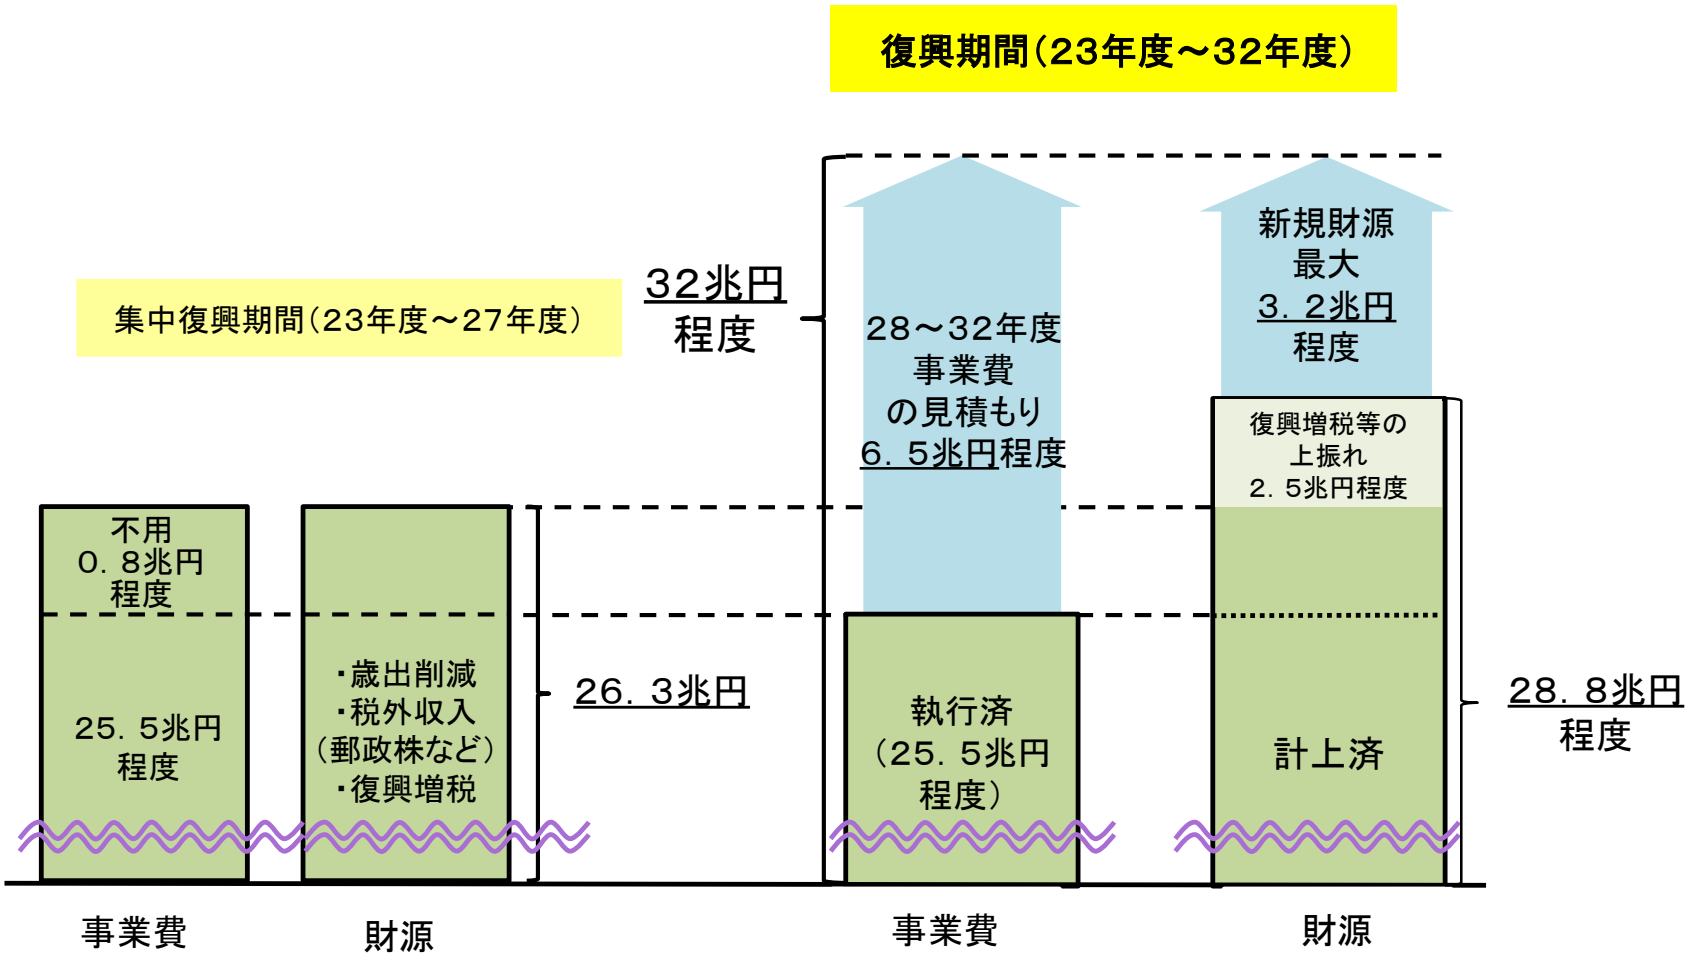 復興期間（２３年度～３２年度）
集中復興期間（２３年度～２７年度）
不用
０．８兆円
程度
２５．５兆円
程度
・歳出削減
・税外収入
（郵政株など）
・復興増税
２６．３兆円
事業費
財源
３２兆円
程度
２８～３２年度
事業費
の見積もり
６．５兆円程度
執行済
（２５．５兆円
程度）
新規財源
最大
３．２兆円
程度
復興増税等の
上振れ
２．５兆円程度
計上済
２８．８兆円
程度
事業費
財源